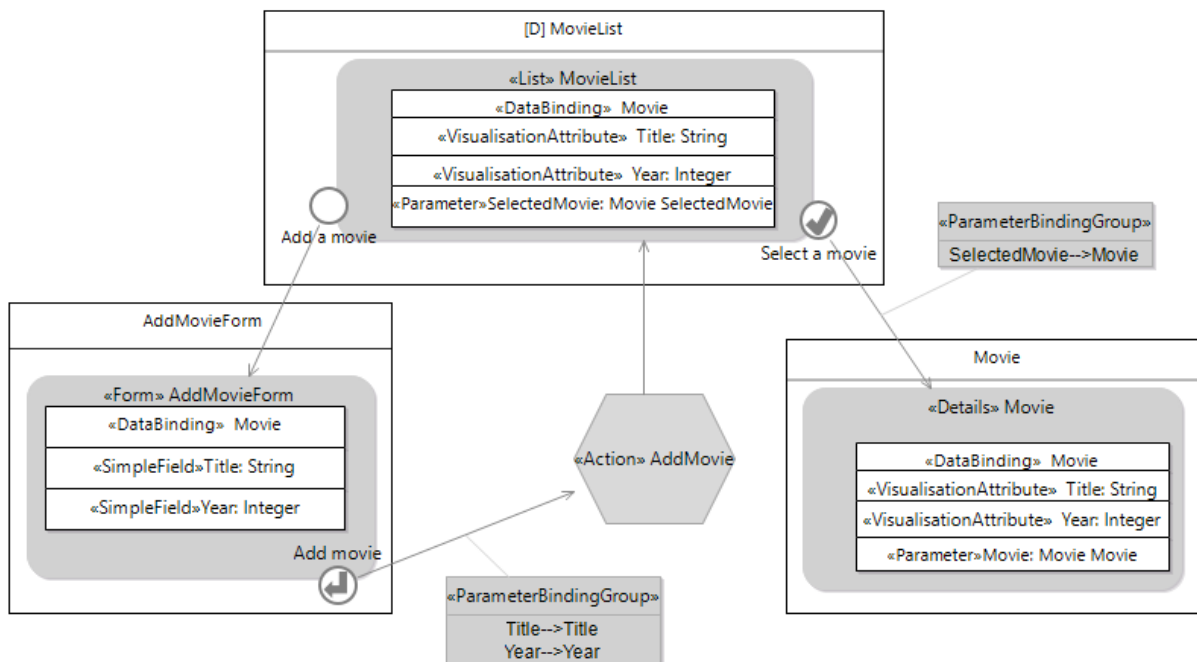 [D] MovieList
«List» MovieList
«DataBinding» Movie
«VisualisationAttribute» Title: String
«VisualisationAttribute» Year: Integer
«Parameter»SelectedMovie: Movie SelectedMovie
Add a movie
Select a movie
«ParameterBindingGroup»
SelectedMovie-->Movie
AddMovieForm
«Form» AddMovieForm
«DataBinding» Movie
«SimpleField»Title: String
«SimpleField»Year: Integer
Add movie
«Action» AddMovie
«ParameterBindingGroup»
Title-->Title
Year-->Year
Movie
«Details» Movie
«DataBinding» Movie
«VisualisationAttribute» Title: String
«VisualisationAttribute» Year: Integer
«Parameter»Movie: Movie Movie